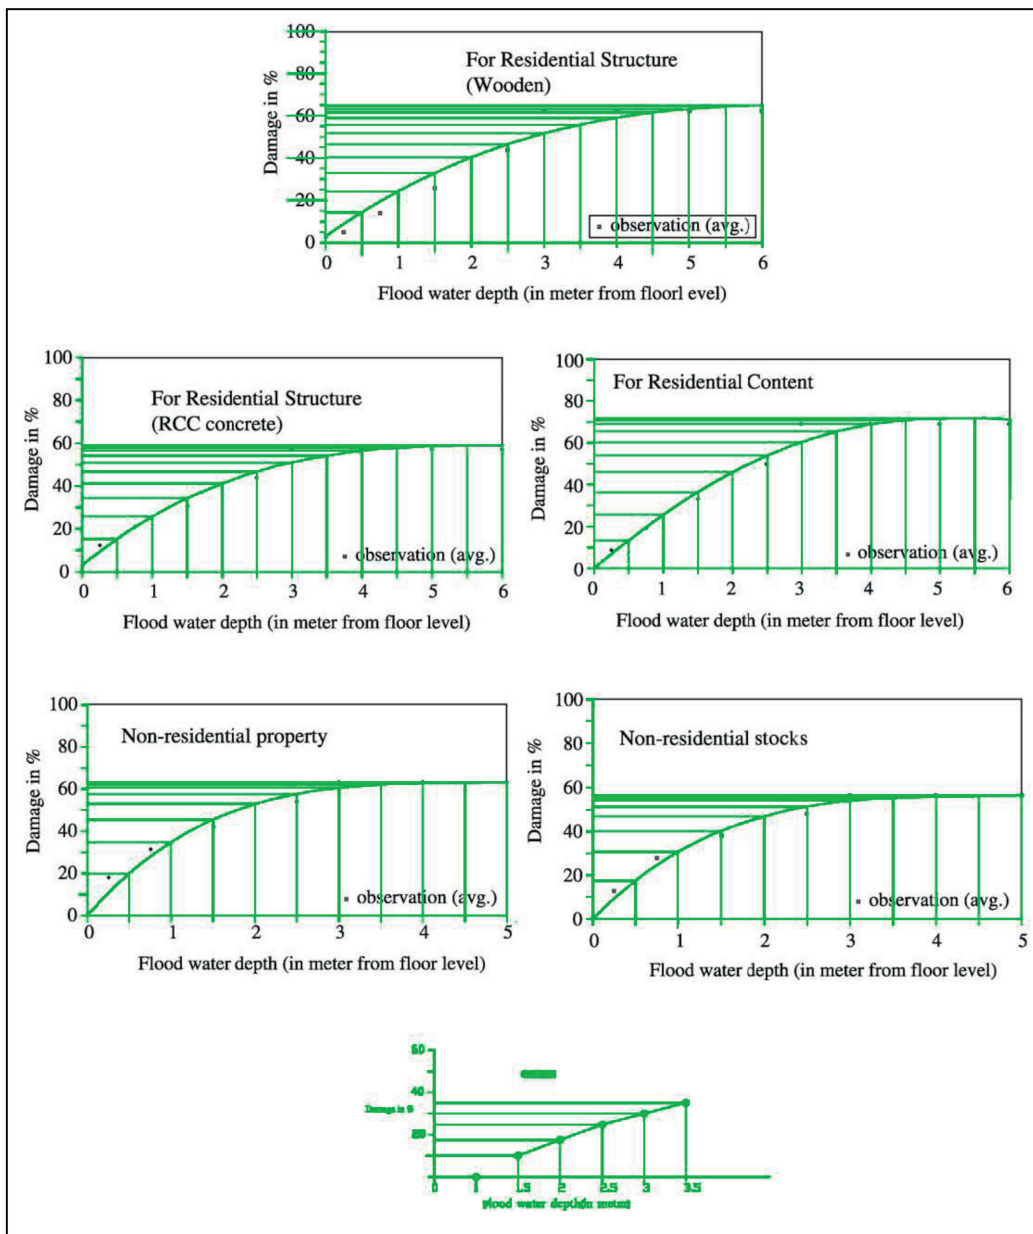 For Residential Structure
(Wooden)
Damage in %
100
80
60
40
20
0
observation (avg.)
0 1 2 3 4 5 6
Flood water depth (in meter from floorl evel)
For Residential Structure
(RCC concrete)
Damage in %
100
80
60
40
20
0
observation (avg.)
0 1 2 3 4 5 6
Flood water depth (in meter from floor level)
For Residential Content
Damage in %
100
80
60
40
20
0
observation (avg.)
0 1 2 3 4 5 6
Flood water depth (in meter from floor level)
Non-residential property
Damage in %
100
80
60
40
20
0
observation (avg.)
0 1 2 3 4 5
Flood water depth (in meter from floor level)
Non-residential stocks
Damage in %
100
80
60
40
20
0
observation (avg.)
0 1 2 3 4 5
Flood water depth (in meter from floor level)
Damage in %
60
40
20
0 1 1.5 2 2.5 3 3.5
Flood water depth(in meter)